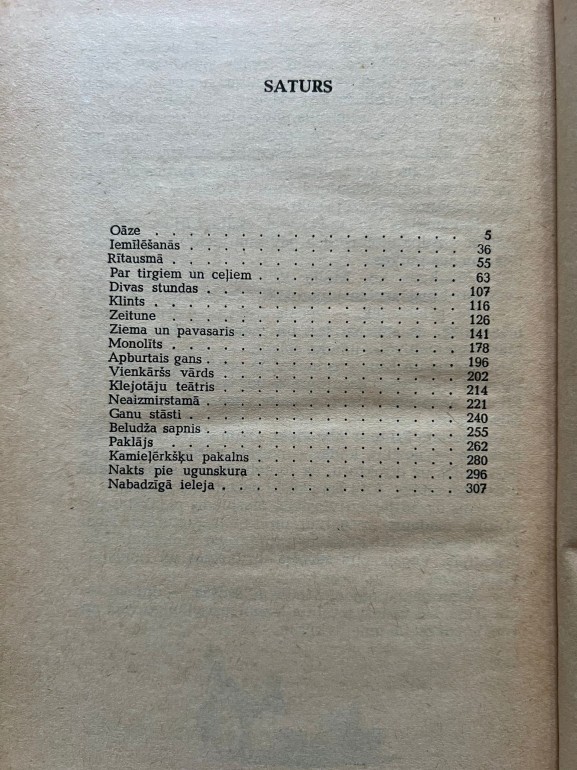 SATURS
Oāze . . . . . . . . . . . . . . . . 5
Iemīlēšanās . . . . . . . . . . . . . . 36
Rītausmā . . . . . . . . . . . . . . . 55
Par tirgiem un ceļiem . . . . . . . . . . . 63
Divas stundas . . . . . . . . . . . . . 107
Klints . . . . . . . . . . . . . . . . 116
Zeitune . . . . . . . . . . . . . . . 126
Ziema un pavasaris . . . . . . . . . . . 141
Monolīts . . . . . . . . . . . . . . . 178
Apburtais gans . . . . . . . . . . . . . 196
Vienkāršs vārds . . . . . . . . . . . . 202
Klejotāju teātris . . . . . . . . . . . . 214
Neaizmirstamā . . . . . . . . . . . . . 221
Ganu stāsti . . . . . . . . . . . . . . 240
Beludža sapnis . . . . . . . . . . . . . 255
Paklājs . . . . . . . . . . . . . . . 262
Kamieļērkšķu pakalns . . . . . . . . . . 280
Nakts pie ugunskura . . . . . . . . . . . 296
Nabadzīgā ieleja . . . . . . . . . . . . 307